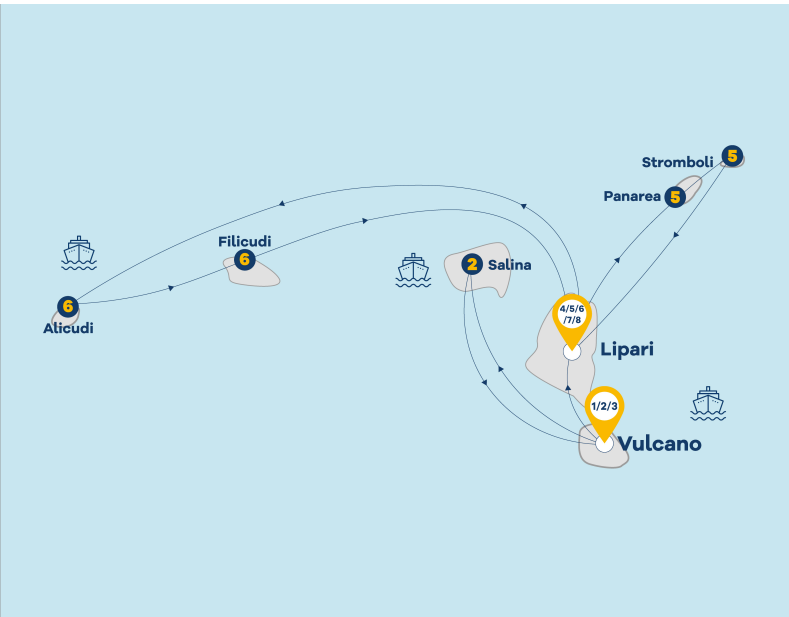 5
Stromboli
Panarea
5
Filicudi
6
2
Salina
6
Alicudi
4/5/6
/7/8
Lipari
1/2/3
Vulcano